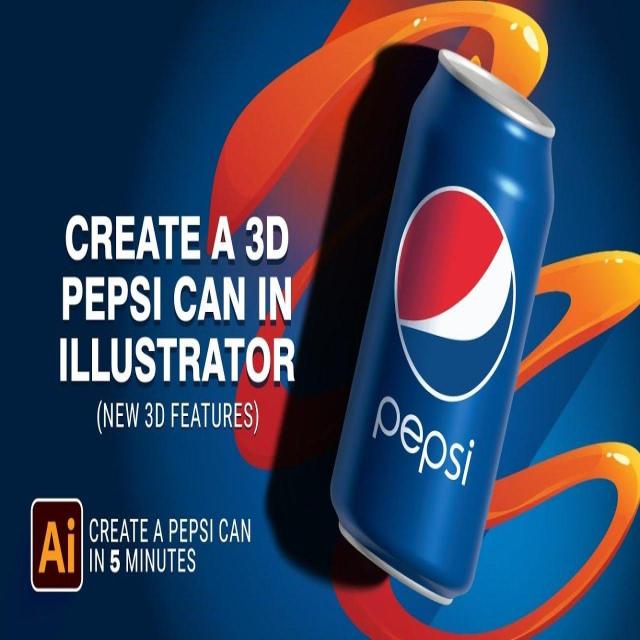 CREATE A 3D
PEPSI CAN IN
ILLUSTRATOR
(NEW 3D FEATURES)
Ai
CREATE A PEPSI CAN
IN 5 MINUTES
pepsi